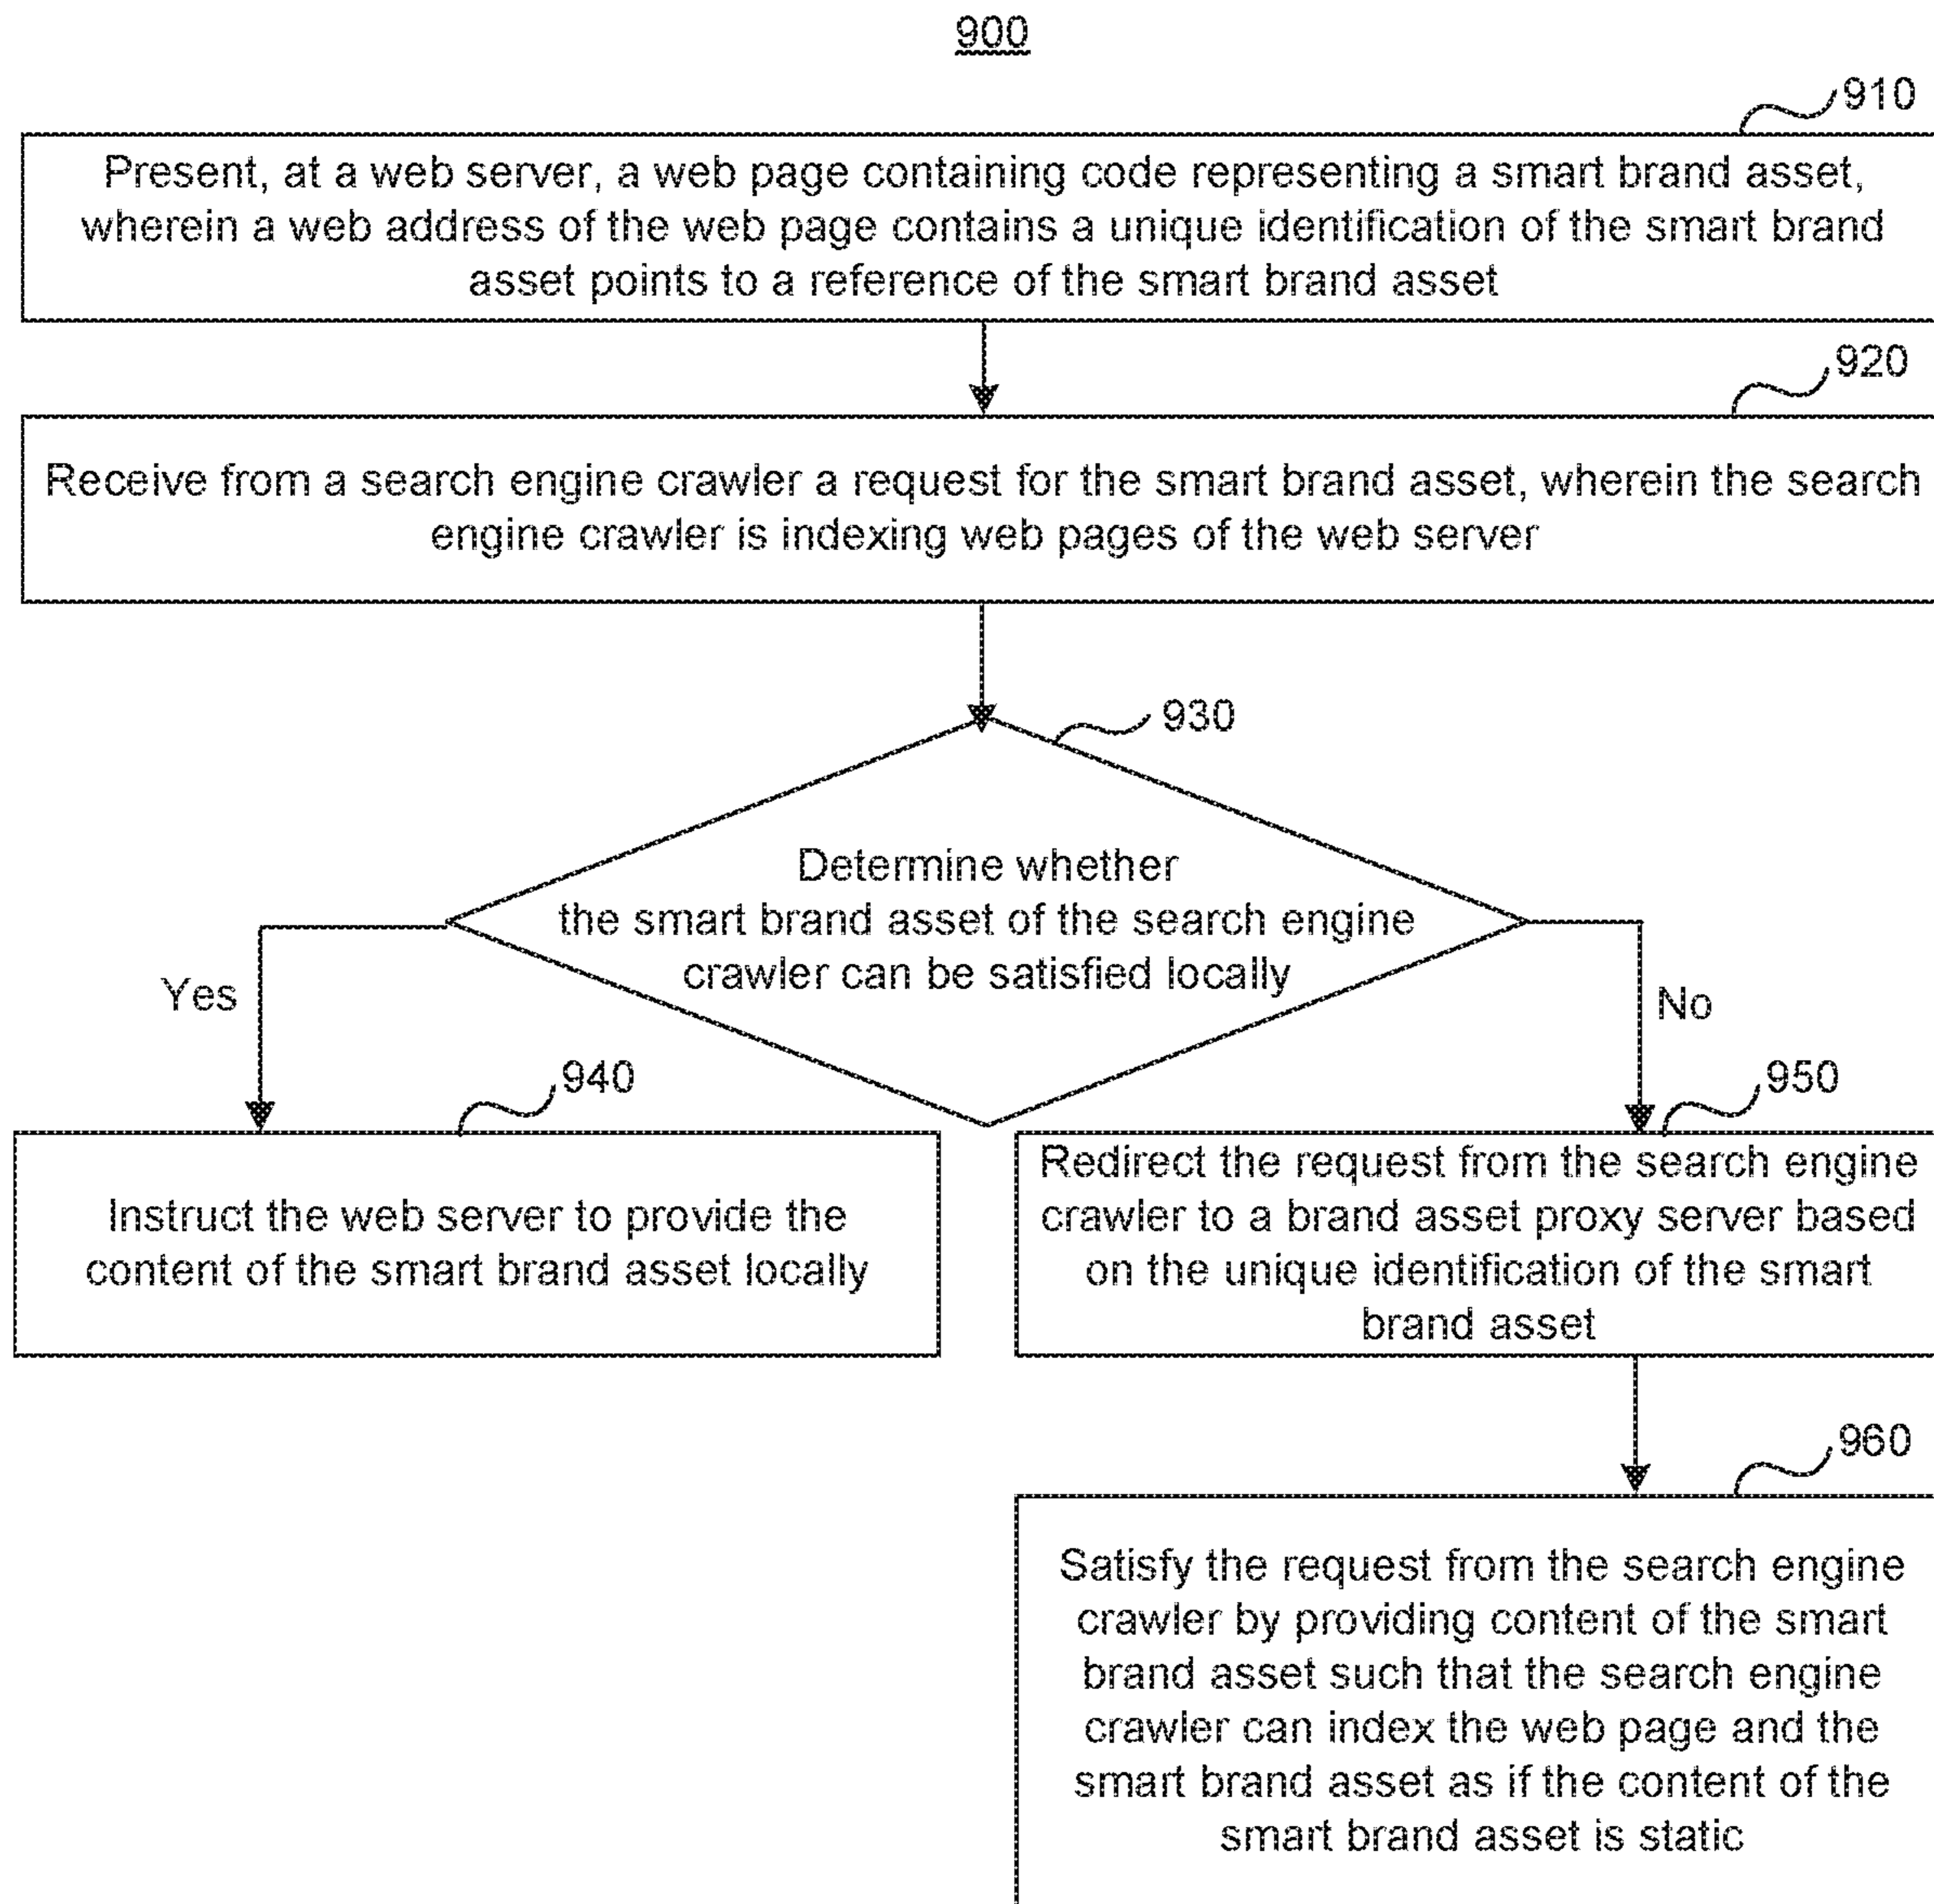 900
910
Present, at a web server, a web page containing code representing a smart brand asset,
wherein a web address of the web page contains a unique identification of the smart brand
asset points to a reference of the smart brand asset
920
Receive from a search engine crawler a request for the smart brand asset, wherein the search
engine crawler is indexing web pages of the web server
930
Determine whether
the smart brand asset of the search engine
crawler can be satisfied locally
Yes
No
940
Instruct the web server to provide the
content of the smart brand asset locally
950
Redirect the request from the search engine
crawler to a brand asset proxy server based
on the unique identification of the smart
brand asset
960
Satisfy the request from the search engine
crawler by providing content of the smart
brand asset such that the search engine
crawler can index the web page and the
smart brand asset as if the content of the
smart brand asset is static